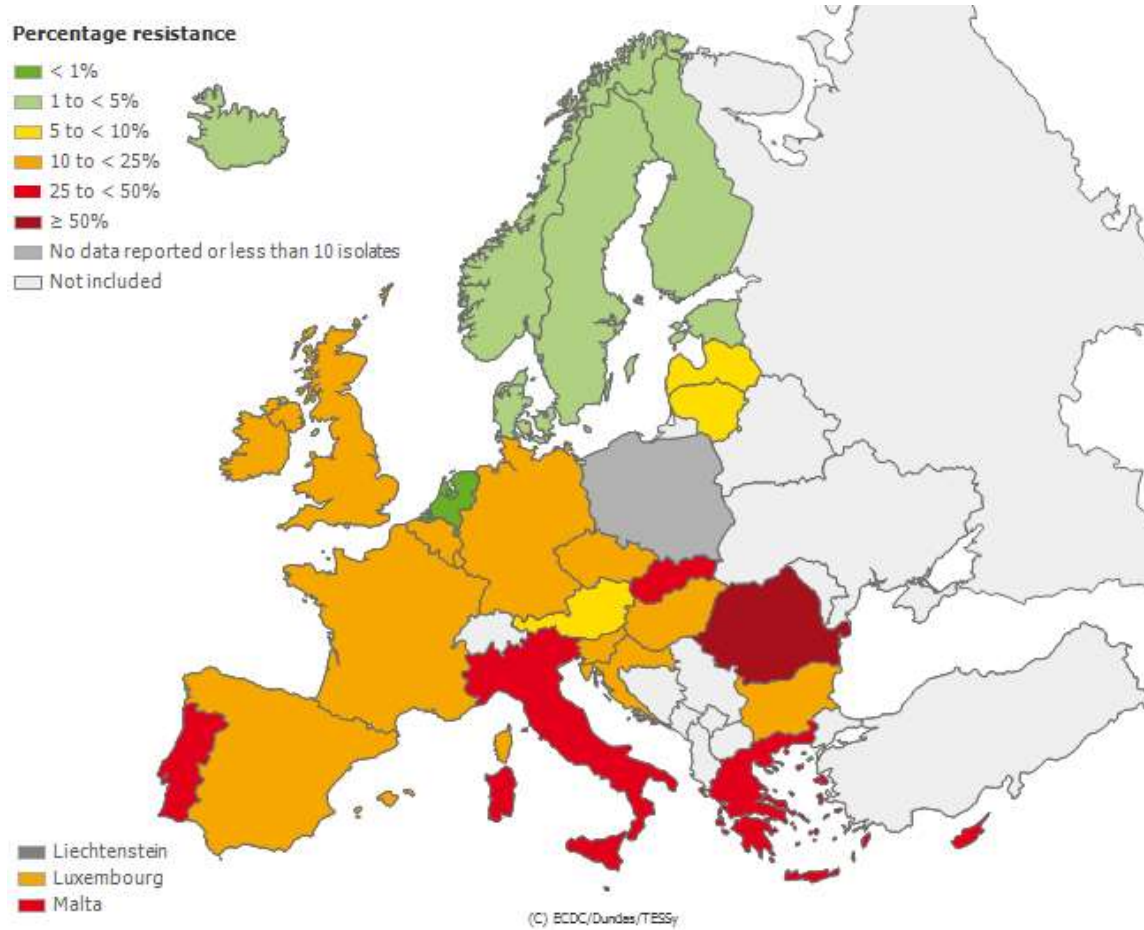 Percentage resistance
< 1%
1 to < 5%
5 to < 10%
10 to < 25%
25 to < 50%
≥ 50%
No data reported or less than 10 isolates
Not included
Liechtenstein
Luxembourg
Malta
(C) ECDC/Dundas/TESSy